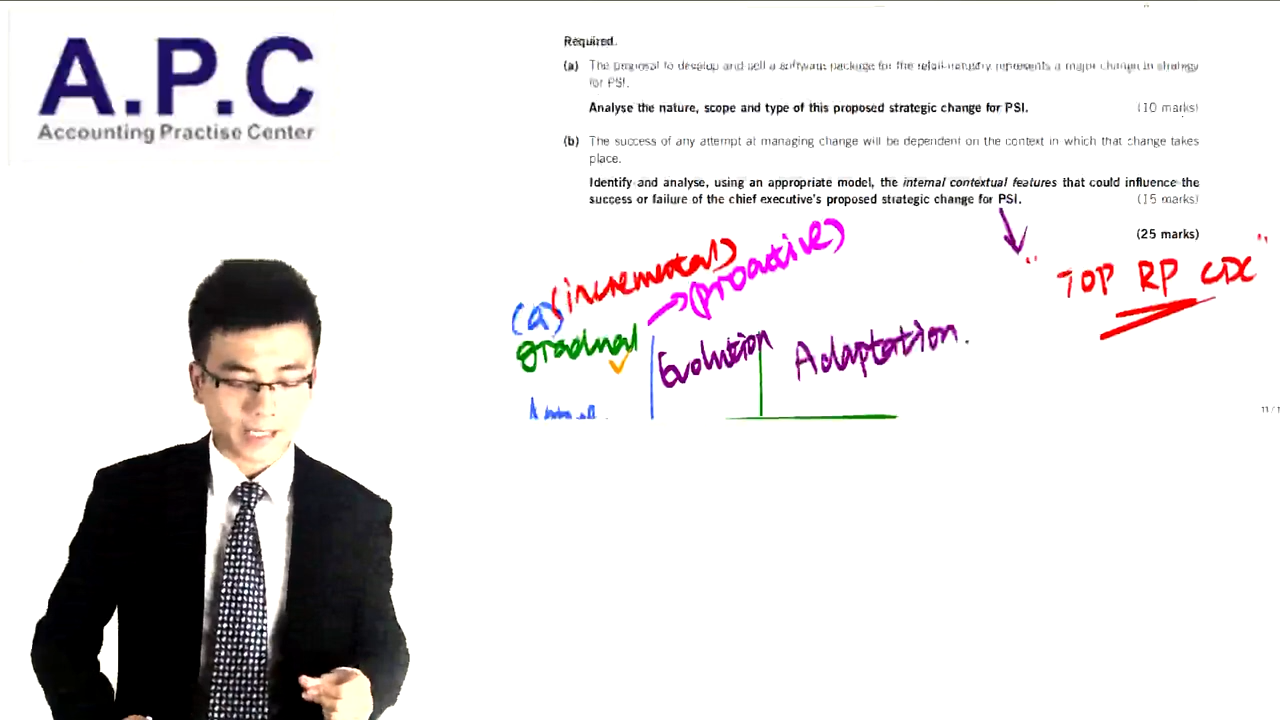 A.P.C
Accounting Practise Center
Required.
(a) The proposal to develop and sell a software package for the retail industry represents a major change in strategy
for PSI.
Analyse the nature, scope and type of this proposed strategic change for PSI. (10 marks)
(b) The success of any attempt at managing change will be dependent on the context in which that change takes
place.
Identify and analyse, using an appropriate model, the internal contextual features that could influence the
success or failure of the chief executive's proposed strategic change for PSI. (15 marks)
(25 marks)
"TOP RP CDC"
(a) (incremental)
(proactive)
gradual
Evolution
Adaptation.
11 / 1